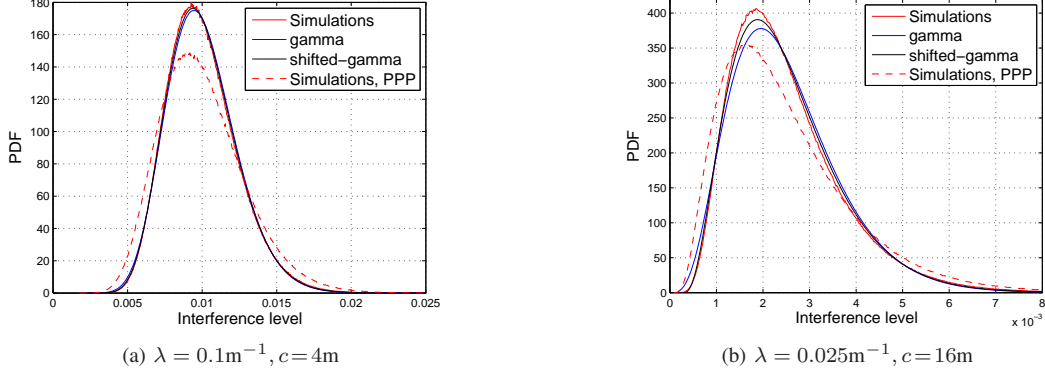 180
160
140
120
100
80
60
40
20
0
PDF
0
0.005
0.01
0.015
0.02
0.025
Interference level
Simulations
gamma
shifted-gamma
Simulations, PPP
(a) λ = 0.1m⁻¹, c=4m
400
350
300
250
200
150
100
50
0
PDF
0
1
2
3
4
5
6
7
8
x 10⁻³
Interference level
Simulations
gamma
shifted-gamma
Simulations, PPP
(b) λ = 0.025m⁻¹, c=16m